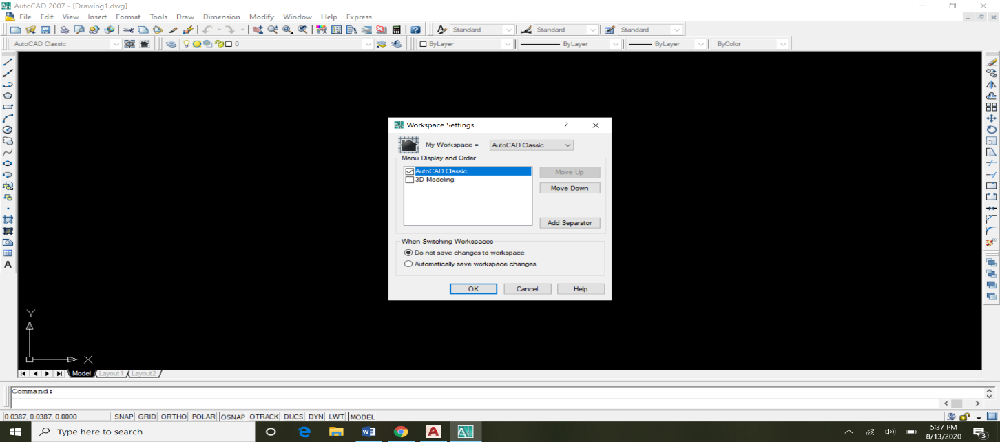 AutoCAD 2007 - [Drawing1.dwg]
File Edit View Insert Format Tools Draw Dimension Modify Window Help Express
Standard Standard Standard
AutoCAD Classic 0 ByLayer ByLayer ByLayer ByColor
Workspace Settings ?
My Workspace = AutoCAD Classic
Menu Display and Order
AutoCAD Classic Move Up
3D Modeling
Move Down
Add Separator
When Switching Workspaces
Do not save changes to workspace
Automatically save workspace changes
OK Cancel Help
Y
X
Model Layout1 Layout2
Command:
0.0387, 0.0387, 0.0000 SNAP GRID ORTHO POLAR OSNAP OTRACK DUCS DYN LWT MODEL
Type here to search
5:37 PM
8/13/2020
3